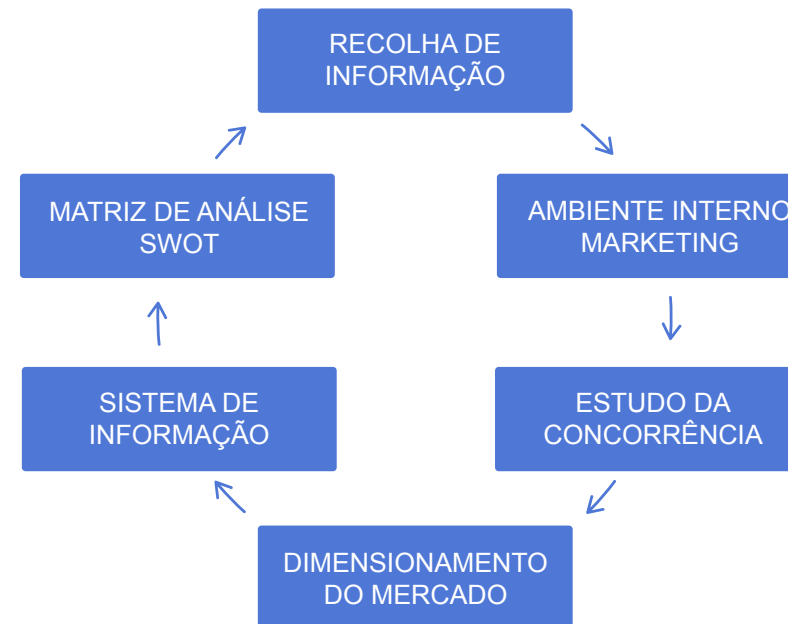 RECOLHA DE
INFORMAÇÃO
AMBIENTE INTERNO
MARKETING
ESTUDO DA
CONCORRÊNCIA
DIMENSIONAMENTO
DO MERCADO
SISTEMA DE
INFORMAÇÃO
MATRIZ DE ANÁLISE
SWOT